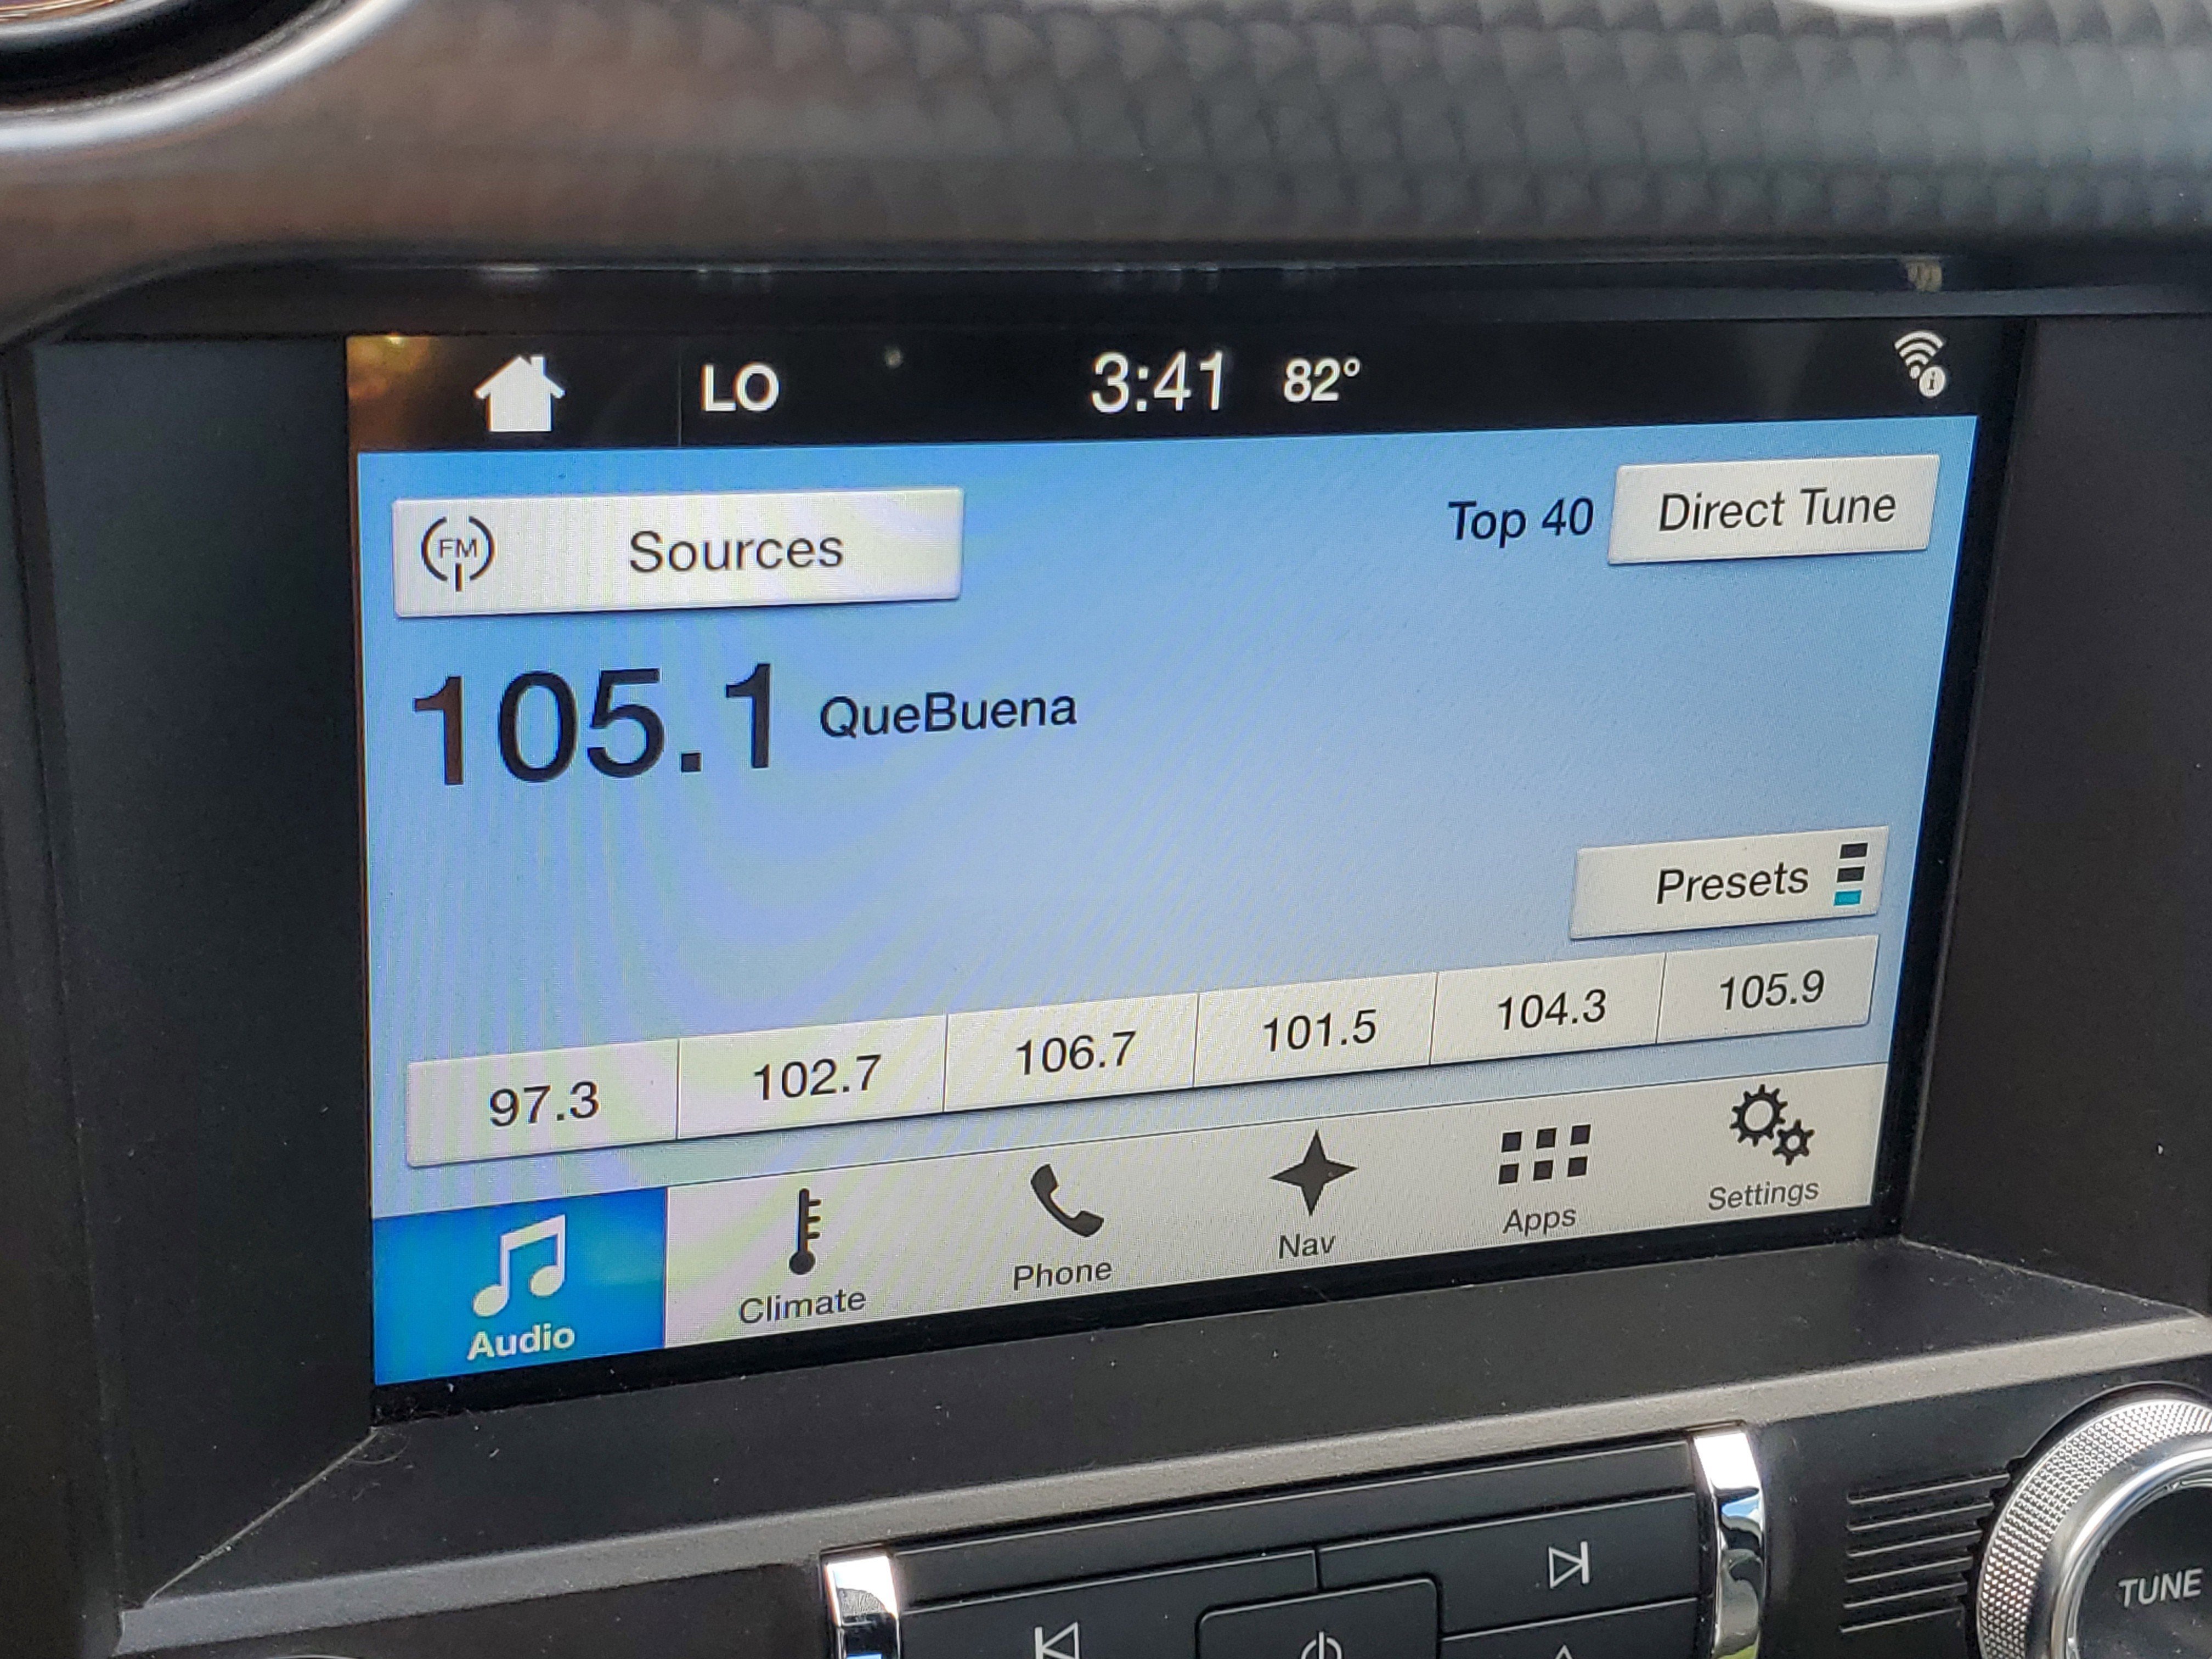 LO 3:41 82°
FM Sources
Top 40 Direct Tune
105.1 QueBuena
Presets
97.3 102.7 106.7 101.5 104.3 105.9
Audio Climate Phone Nav Apps Settings
TUNE